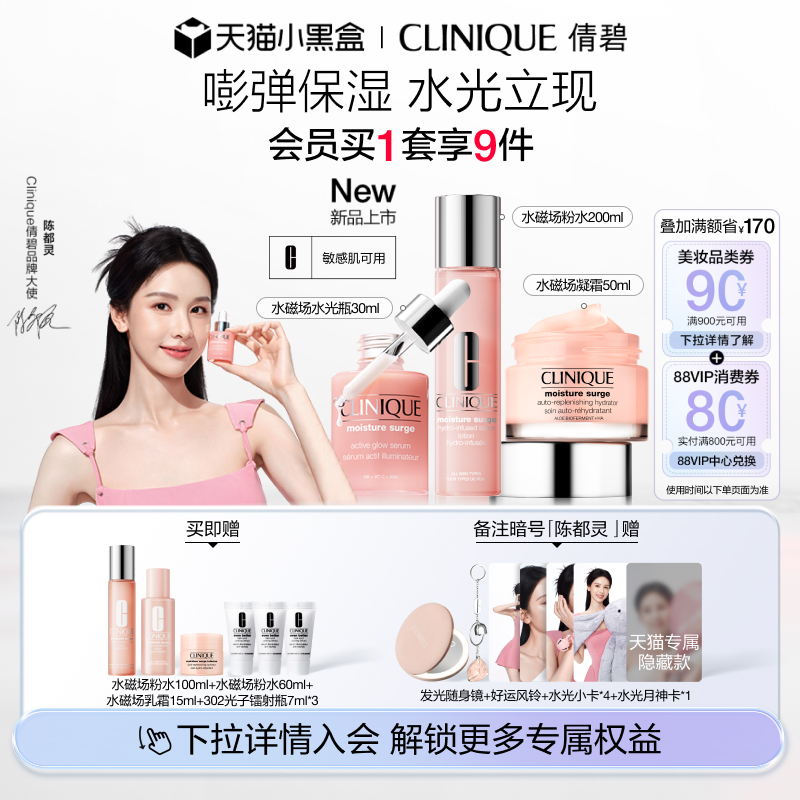 天猫小黑盒 | CLINIQUE 倩碧
嘭弹保湿 水光立现
会员买1套享9件
New
新品上市
敏感肌可用
陈都灵
Clinique倩碧品牌大使
水磁场水光瓶30ml
水磁场粉水200ml
水磁场凝霜50ml
CLINIQUE
moisture surge
active glow serum
sérum actif illuminateur
moisture surge
CLINIQUE
moisture surge
auto-replenishing hydrator
soin auto-réhydratant
ALOE BIOFERMENT+HA
叠加满额省¥170
美妆品类券
90¥
满900元可用
下拉详情了解
+
88VIP消费券
80¥
实付满800元可用
88VIP中心兑换
使用时间以下单页面为准
买即赠
CLINIQUE
CLINIQUE
CLINIQUE
CLINIQUE
水磁场粉水100ml+水磁场粉水60ml+
水磁场乳霜15ml+302光子镭射瓶7ml*3
备注暗号「陈都灵」赠
天猫专属
隐藏款
发光随身镜+好运风铃+水光小卡*4+水光月神卡*1
下拉详情入会 解锁更多专属权益